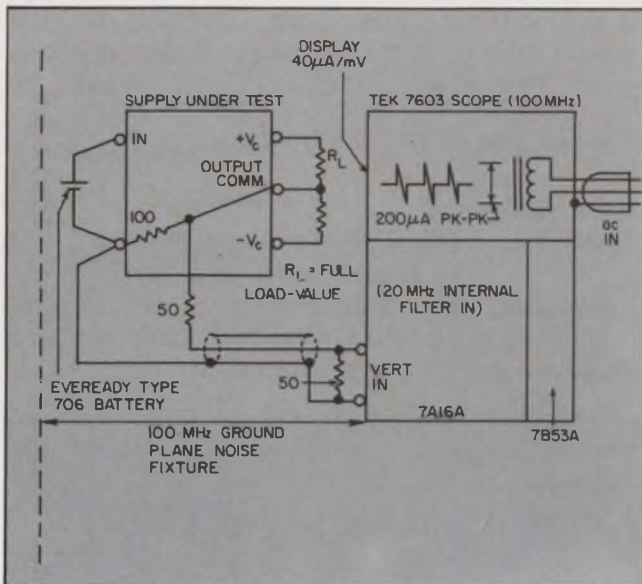 DISPLAY
40µA/mV
SUPPLY UNDER TEST
TEK 7603 SCOPE (100MHz)
IN
+Vc
OUTPUT
COMM
RL
100
-Vc
200µA PK-PK
ac
IN
RL = FULL
LOAD-VALUE
50
(20 MHz INTERNAL
FILTER IN)
50
VERT.
IN
EVEREADY TYPE
706 BATTERY
7A16A
7B53A
100 MHz GROUND
PLANE NOISE
FIXTURE